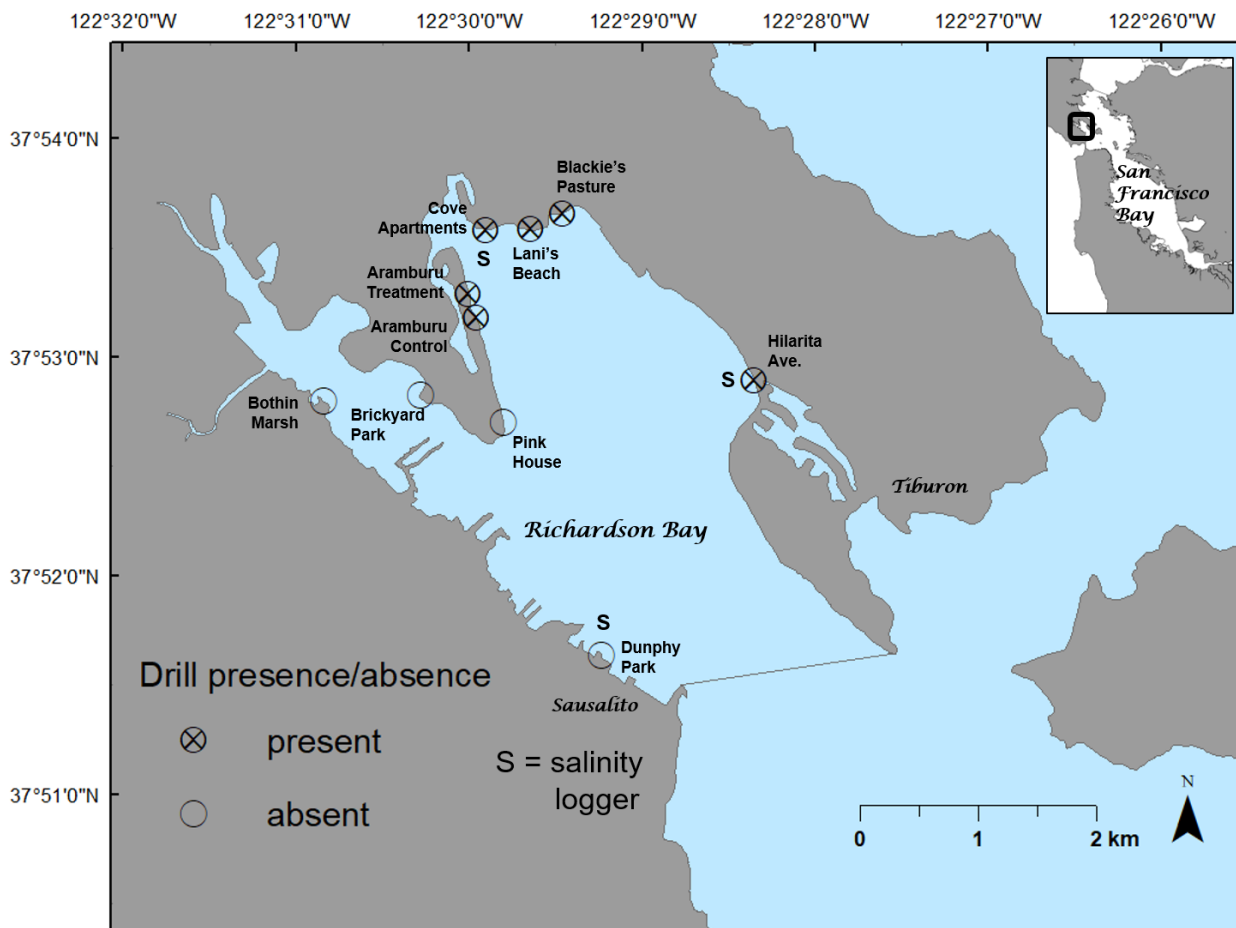 122°32'0"W 122°31'0"W 122°30'0"W 122°29'0"W 122°28'0"W 122°27'0"W 122°26'0"W
37°54'0"N
37°53'0"N
37°52'0"N
37°51'0"N
San
Francisco
Bay
Blackie's
Pasture
Cove
Apartments
S
Lani's
Beach
Aramburu
Treatment
Aramburu
Control
Hilarita
Ave.
S
Bothin
Marsh
Brickyard
Park
Pink
House
Tiburon
Richardson Bay
S
Dunphy
Park
Sausalito
Drill presence/absence
present
absent
S = salinity
logger
N
0 1 2 km